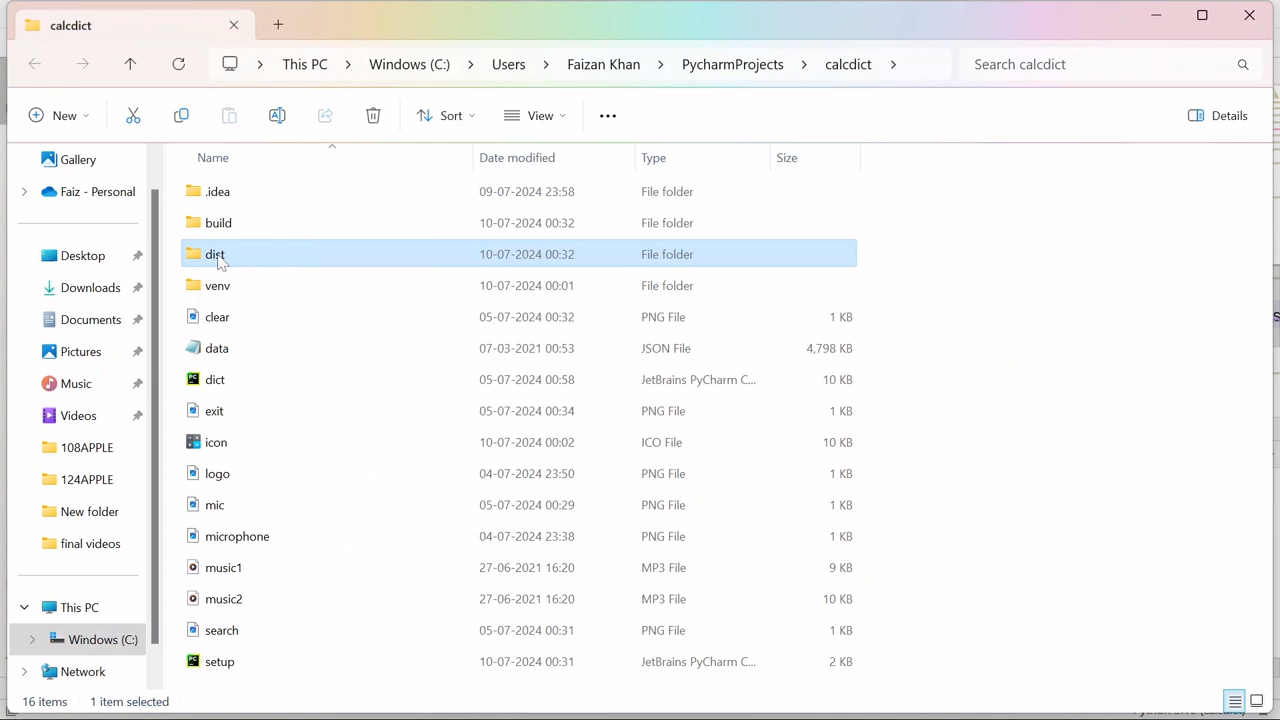 calcdict
This PC > Windows (C:) > Users > Faizan Khan > PycharmProjects > calcdict >
Search calcdict
New
Sort
View
Details
Name Date modified Type Size
Gallery
Faiz - Personal
Desktop
Downloads
Documents
Pictures
Music
Videos
108APPLE
124APPLE
New folder
final videos
This PC
Windows (C:)
Network
.idea 09-07-2024 23:58 File folder
build 10-07-2024 00:32 File folder
dist 10-07-2024 00:32 File folder
venv 10-07-2024 00:01 File folder
clear 05-07-2024 00:32 PNG File 1 KB
data 07-03-2021 00:53 JSON File 4,798 KB
dict 05-07-2024 00:58 JetBrains PyCharm C... 10 KB
exit 05-07-2024 00:34 PNG File 1 KB
icon 10-07-2024 00:02 ICO File 10 KB
logo 04-07-2024 23:50 PNG File 1 KB
mic 05-07-2024 00:29 PNG File 1 KB
microphone 04-07-2024 23:38 PNG File 1 KB
music1 27-06-2021 16:20 MP3 File 9 KB
music2 27-06-2021 16:20 MP3 File 10 KB
search 05-07-2024 00:31 PNG File 1 KB
setup 10-07-2024 00:31 JetBrains PyCharm C... 2 KB
16 items 1 item selected